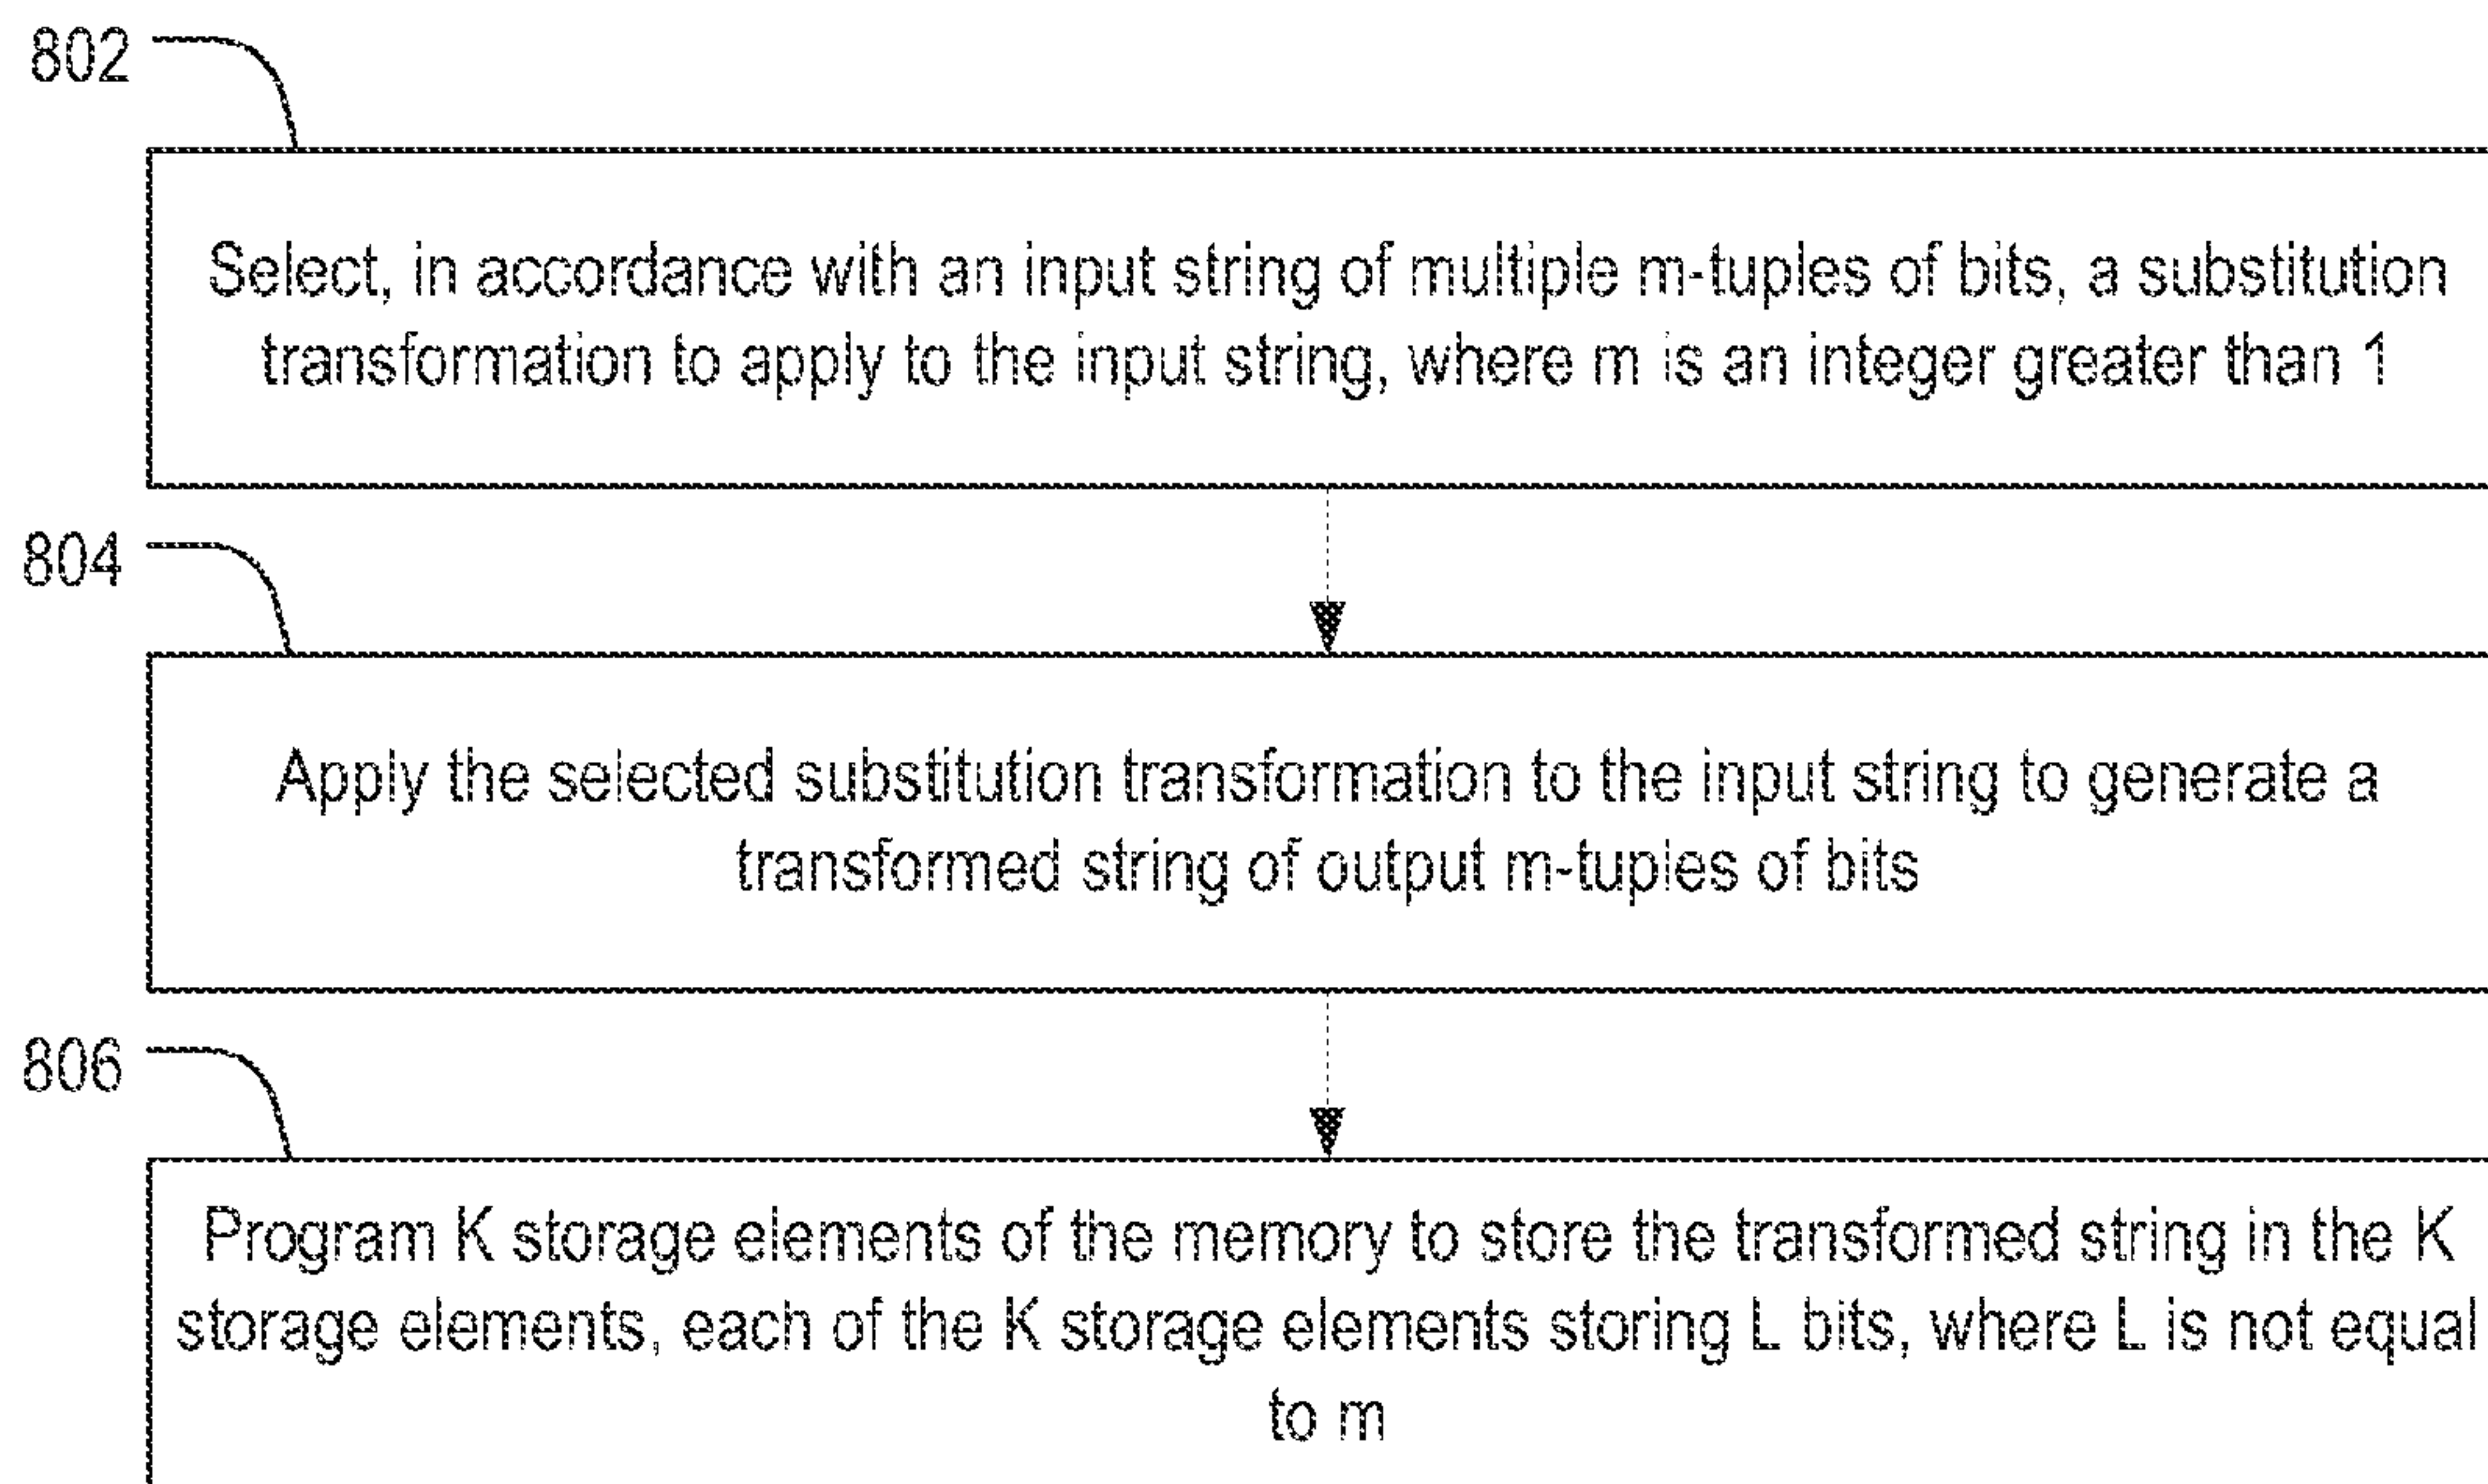 802
Select, in accordance with an input string of multiple m-tuples of bits, a substitution
transformation to apply to the input string, where m is an integer greater than 1
804
Apply the selected substitution transformation to the input string to generate a
transformed string of output m-tuples of bits
806
Program K storage elements of the memory to store the transformed string in the K
storage elements, each of the K storage elements storing L bits, where L is not equal
to m